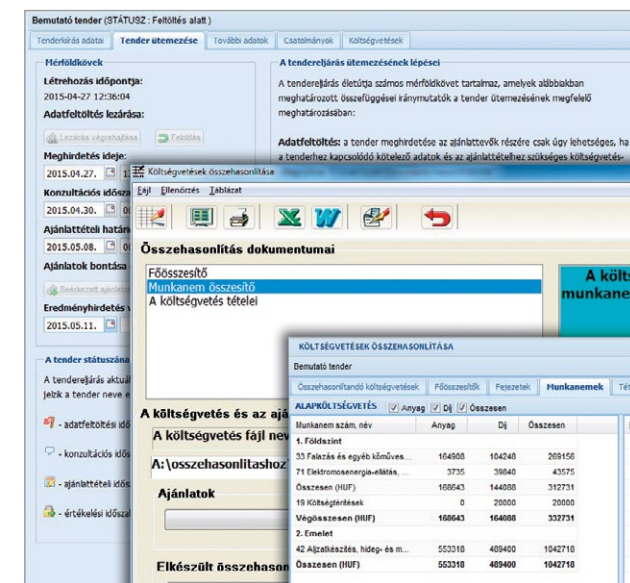 Bemutató tender (STÁTUSZ : Feltöltés alatt )
Tenderkiírás adatai
Tender ütemezése
További adatok
Csatolmányok
Költségvetések
Mérföldkövek
Létrehozás időpontja:
2015-04-27 12:36:04
Adatfeltöltés lezárása:
Lezárás végrehajtása
Feloldás
Meghirdetés ideje:
2015.04.27.
Konzultációs idősza
2015.04.30.
Ajánlattételi határi
2015.05.08.
Ajánlatok bontása
Beérkezett ajánlato
Eredményhirdetés v
2015.05.11.
A tender státuszána
A tendereljárás aktuál
jelzik a tender neve e
- adatfeltöltési idő
- konzultációs idős
- ajánlattételi idős
- értékelési időszal
A tendereljárás ütemezésének lépései
A tendereljárás életútja számos mérföldkövet tartalmaz, amelyek alábbiakban
meghatározott összefüggései iránymutatók a tender ütemezésének megfelelő
meghatározásában:
Adatfeltöltés: a tender meghirdetése az ajánlattevők részére csak úgy lehetséges, ha
a tenderhez kapcsolódó kötelező adatok és az ajánlattételhez szükséges költségvetés-
Költségvetések összehasonlítása
Fájl Ellenőrzés Táblázat
Összehasonlítás dokumentumai
Főösszesítő
Munkanem összesítő
A költségvetés tételei
A költs
munkane
A költségvetés és az ajá
A költségvetés fájl nev
A:\osszehasonlitashoz
Ajánlatok
Elkészült összehason
KÖLTSÉGVETÉSEK ÖSSZEHASONLÍTÁSA
Bemutató tender
Összehasonlítandó költségvetések
Főösszesítők
Fejezetek
Munkanemek
Tét
ALAPKÖLTSÉGVETÉS Anyag Díj Összesen
Munkanem szám, név Anyag Díj Összesen
1. Földszint
33 Falazás és egyéb kőműves... 164908 104248 269156
71 Elektromosenergia-ellátás, ... 3735 39840 43575
Összesen (HUF) 168643 144088 312731
19 Költségtérítések 0 20000 20000
Végösszesen (HUF) 168643 164088 332731
2. Emelet
42 Aljzatkészítés, hideg- és m... 553318 489400 1042718
Összesen (HUF) 553318 489400 1042718